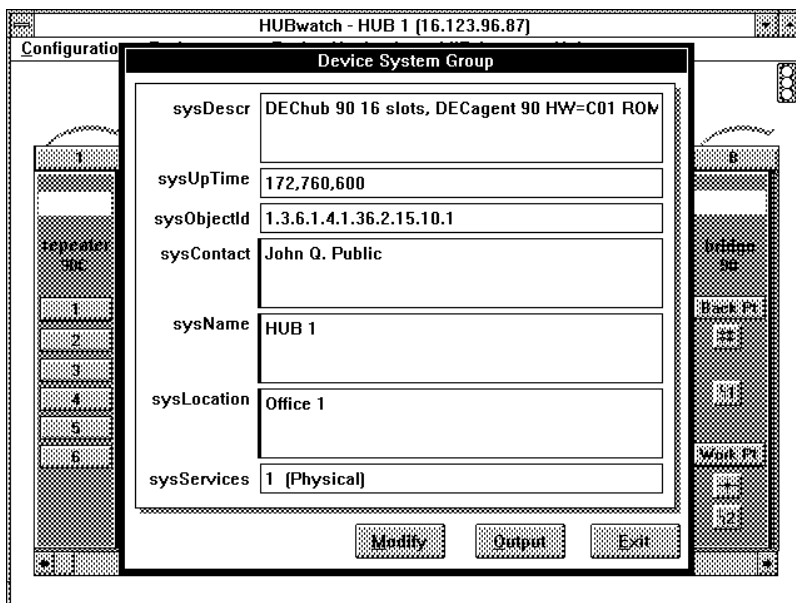 HUBwatch - HUB 1 (16.123.96.87)
Configuratio
Device System Group
sysDescr DEChub 90 16 slots, DECagent 90 HW=C01 ROM
sysUpTime 172,760,600
sysObjectId 1.3.6.1.4.1.36.2.15.10.1
sysContact John Q. Public
sysName HUB 1
sysLocation Office 1
sysServices 1 (Physical)
Modify Output Exit
1
repeater
90C
1
2
3
4
5
6
8
bridge
90
Back Pt
Work Pt